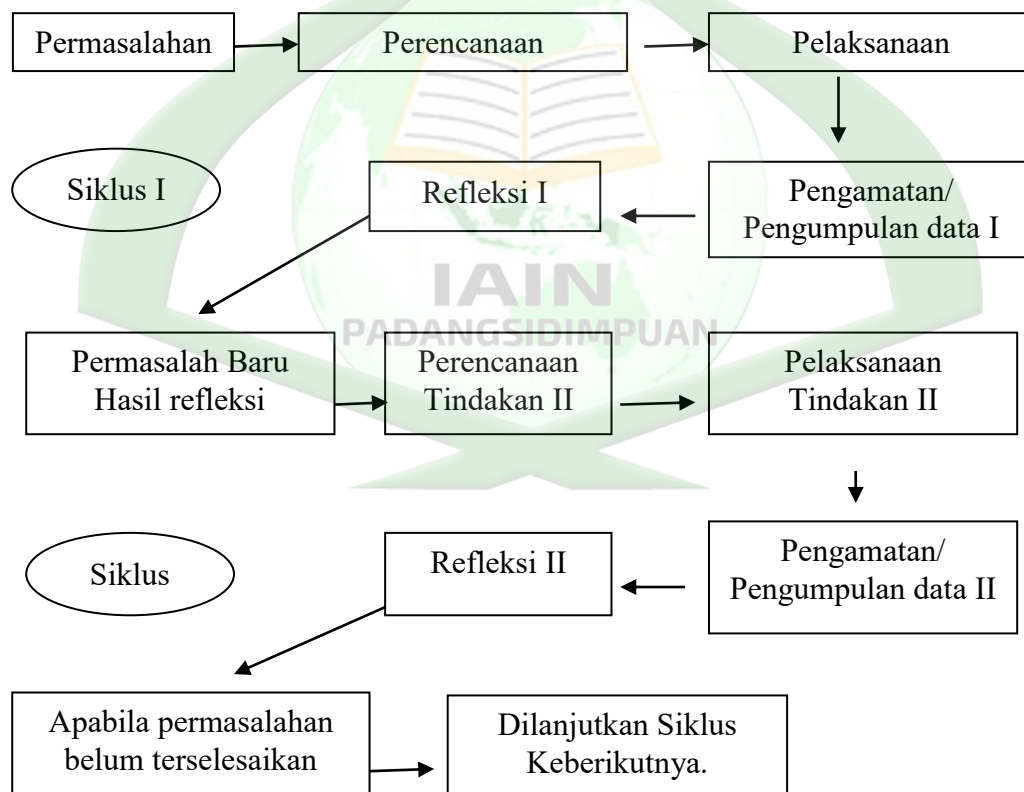 Permasalahan
Perencanaan
Pelaksanaan
Siklus I
Refleksi I
Pengamatan/
Pengumpulan data I
IAIN
PADANGSIDIMPUAN
Permasalah Baru
Hasil refleksi
Perencanaan
Tindakan II
Pelaksanaan
Tindakan II
Siklus
Refleksi II
Pengamatan/
Pengumpulan data II
Apabila permasalahan
belum terselesaikan
Dilanjutkan Siklus
Keberikutnya.